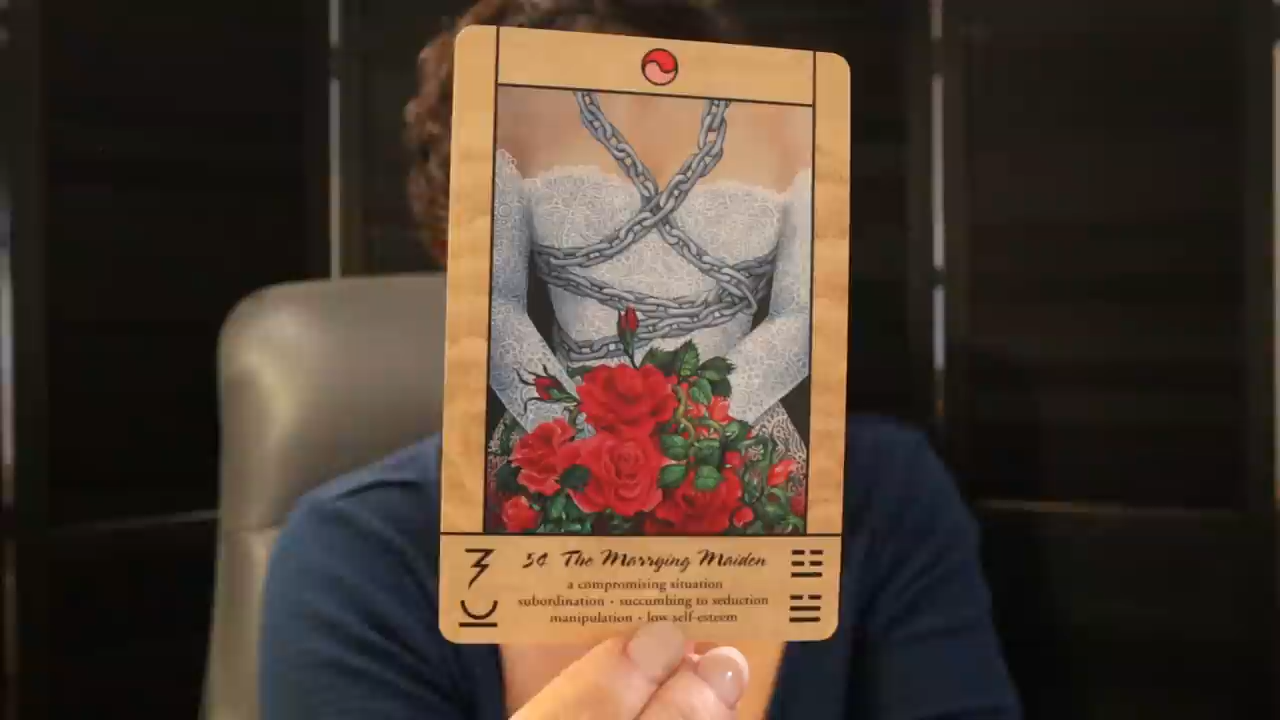 54 The Marrying Maiden
a compromising situation
subordination • succumbing to seduction
manipulation • low self-esteem